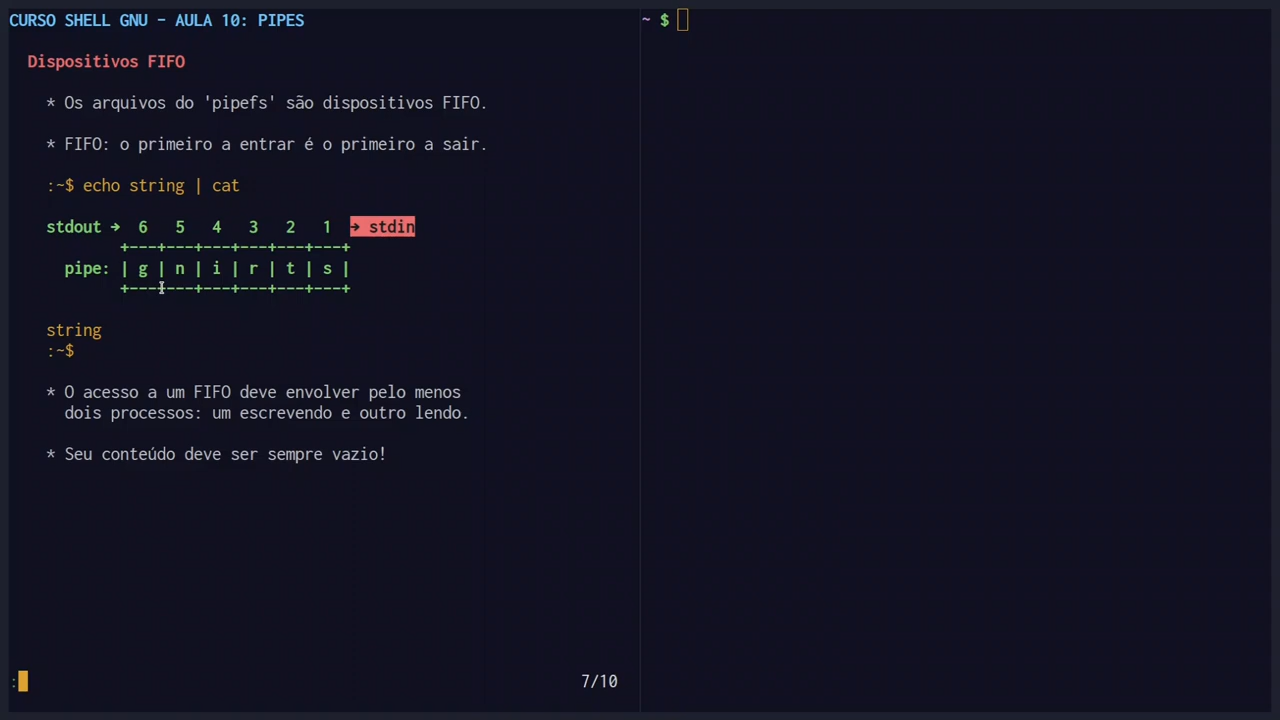 CURSO SHELL GNU - AULA 10: PIPES
~ $
Dispositivos FIFO
* Os arquivos do 'pipefs' são dispositivos FIFO.
* FIFO: o primeiro a entrar é o primeiro a sair.
:~$ echo string | cat
stdout → 6 5 4 3 2 1 → stdin
+---+---+---+---+---+---+
pipe: | g | n | i | r | t | s |
+---+---+---+---+---+---+
string
:~$
* O acesso a um FIFO deve envolver pelo menos
dois processos: um escrevendo e outro lendo.
* Seu conteúdo deve ser sempre vazio!
:
7/10